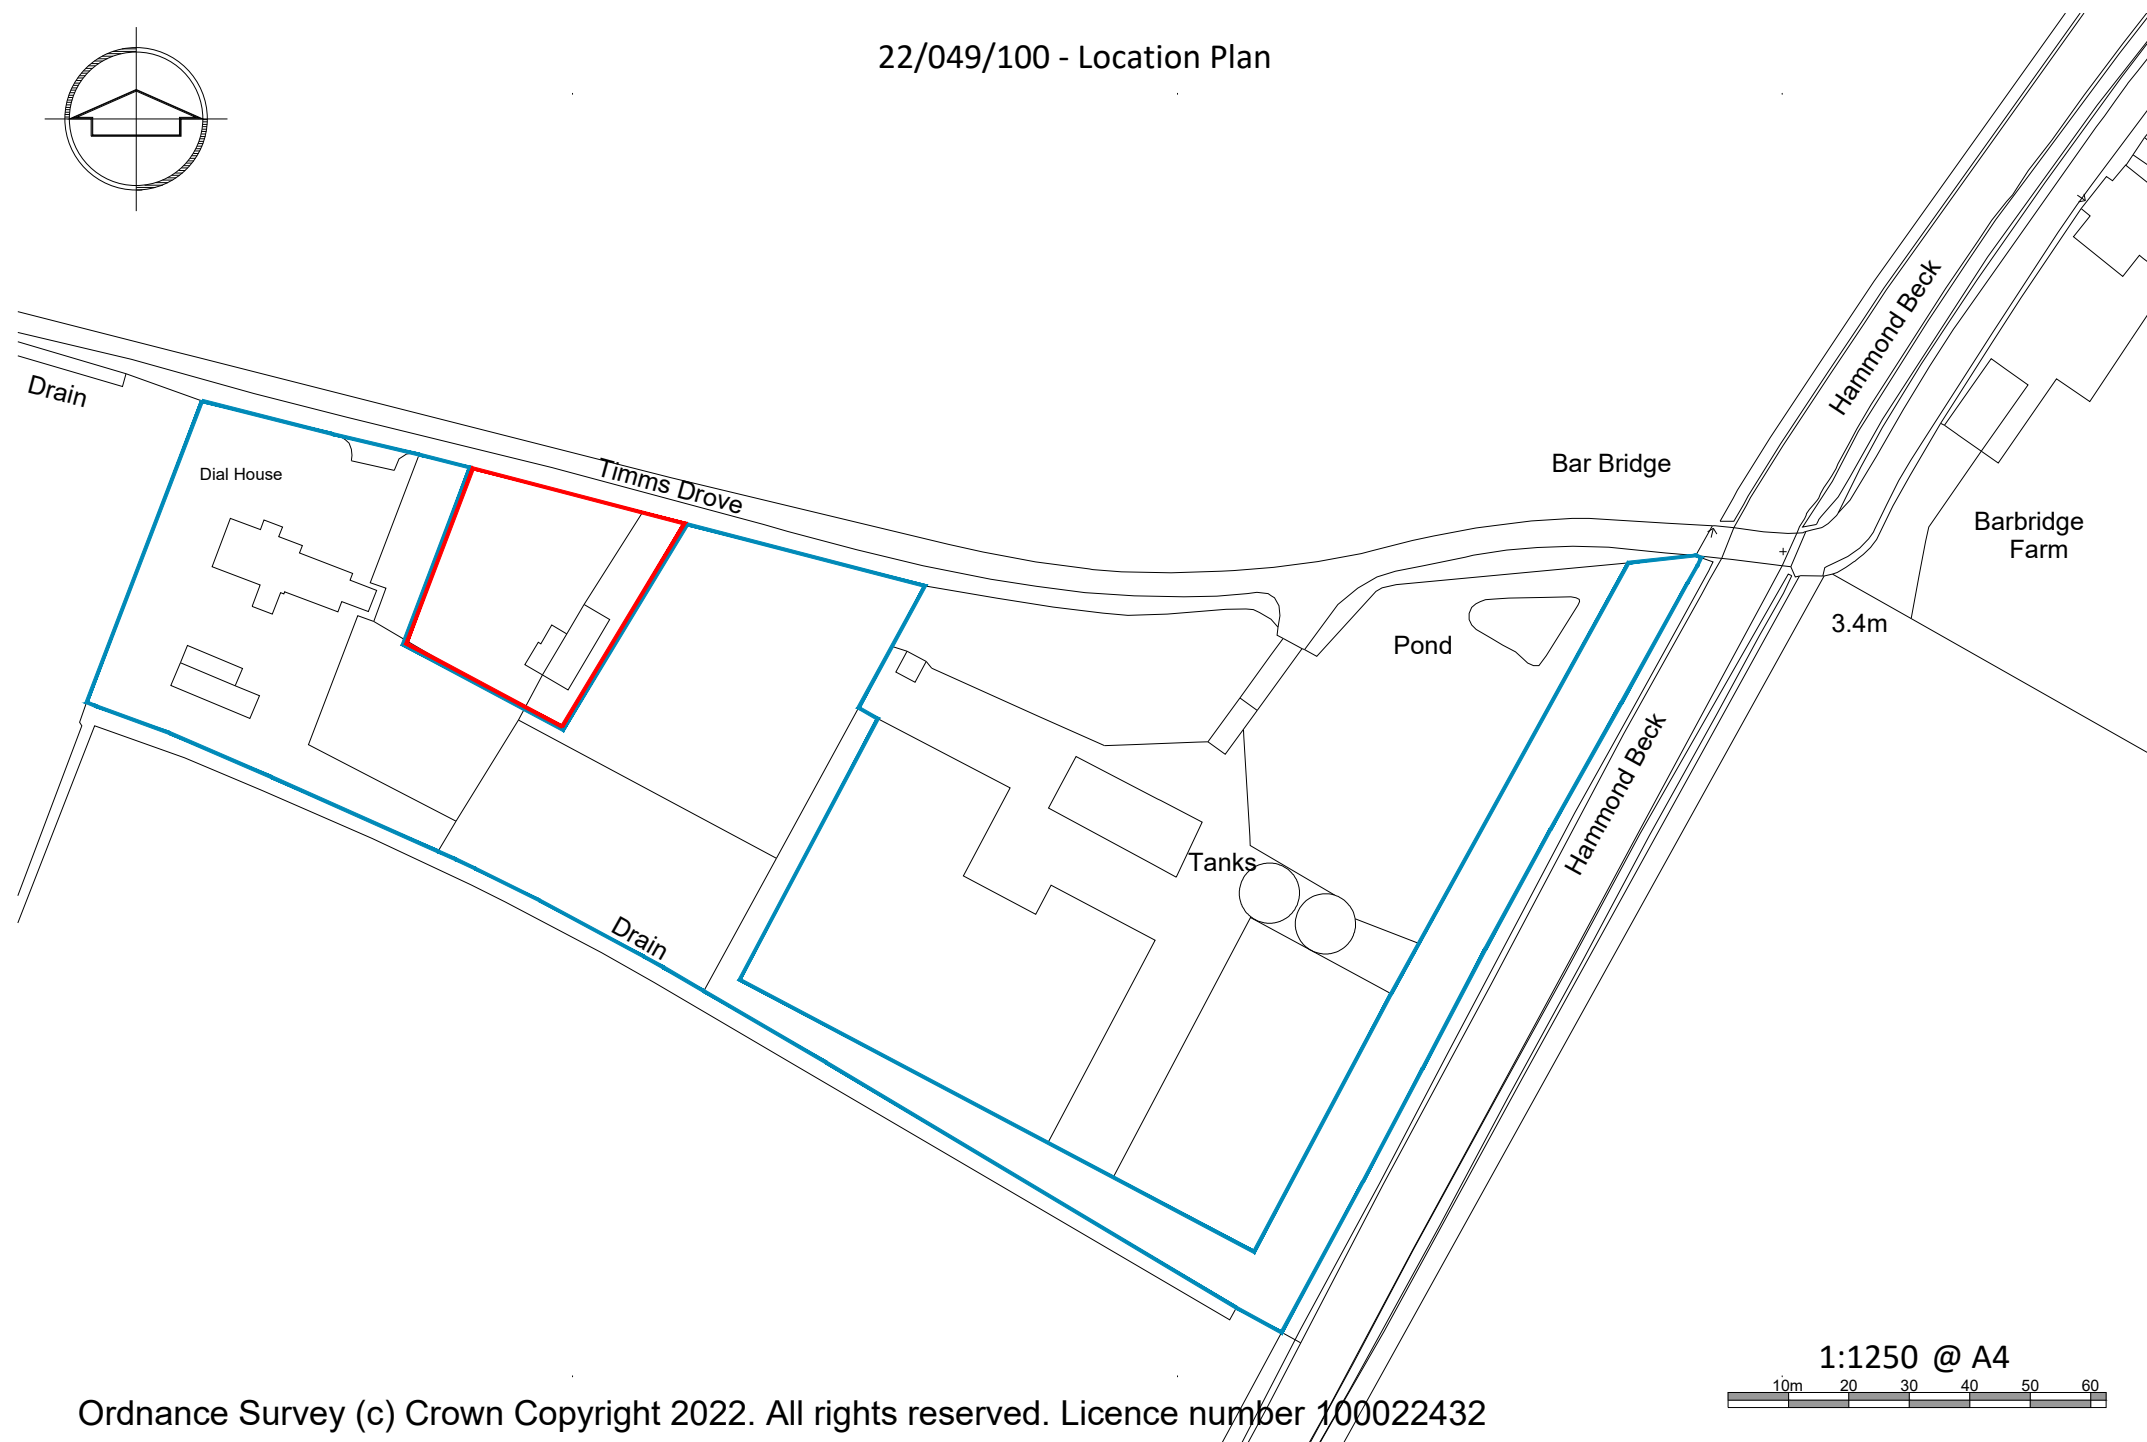 22/049/100 - Location Plan
Hammond Beck
Drain
Timms Drove
Bar Bridge
Dial House
Barbridge
Farm
3.4m
Pond
Hammond Beck
Tanks
Drain
1:1250 @ A4
10m 20 30 40 50 60
Ordnance Survey (c) Crown Copyright 2022. All rights reserved. Licence number 100022432